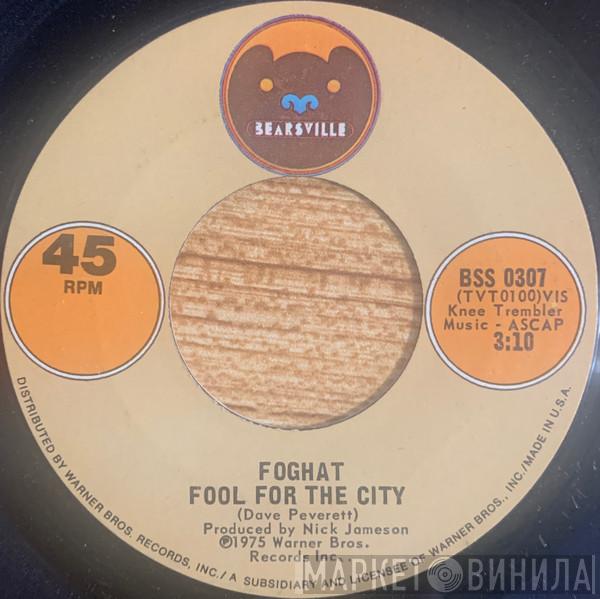 BEARSVILLE
45
RPM
BSS 0307
(TVT0100)VIS
Knee Trembler
Music - ASCAP
3:10
FOGHAT
FOOL FOR THE CITY
(Dave Peverett)
Produced by Nick Jameson
℗1975 Warner Bros.
Records Inc.
DISTRIBUTED BY WARNER BROS. RECORDS, INC./A SUBSIDIARY AND LICENSEE OF WARNER BROS., INC./MADE IN U.S.A.
МАРКЕТ ВИНИЛА